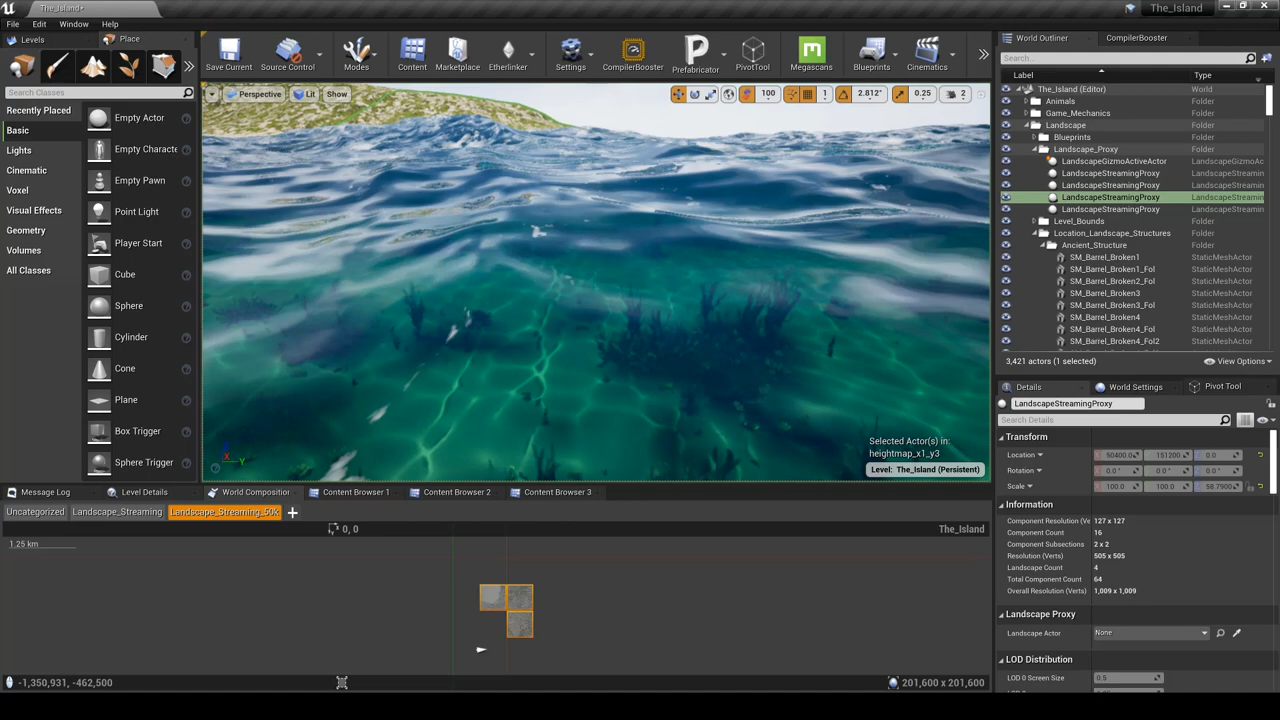 The_Island*
The_Island
File Edit Window Help
Levels Place
World Outliner CompilerBooster
Save Current Source Control Modes Content Marketplace Etherlinker Settings CompilerBooster Prefabricator PivotTool Megascans Blueprints Cinematics
Search Classes
Search...
Label Type
Perspective Lit Show
100 1 2.812° 0.25 2
Recently Placed
Basic
Lights
Cinematic
Voxel
Visual Effects
Geometry
Volumes
All Classes
Empty Actor
Empty Characte
Empty Pawn
Point Light
Player Start
Cube
Sphere
Cylinder
Cone
Plane
Box Trigger
Sphere Trigger
The_Island (Editor) World
Animals Folder
Game_Mechanics Folder
Landscape Folder
Blueprints Folder
Landscape_Proxy Folder
LandscapeGizmoActiveActor LandscapeGizmoAc
LandscapeStreamingProxy LandscapeStreamin
LandscapeStreamingProxy LandscapeStreamin
LandscapeStreamingProxy LandscapeStreamin
LandscapeStreamingProxy LandscapeStreamin
Level_Bounds Folder
Location_Landscape_Structures Folder
Ancient_Structure Folder
SM_Barrel_Broken1 StaticMeshActor
SM_Barrel_Broken1_Fol StaticMeshActor
SM_Barrel_Broken2_Fol StaticMeshActor
SM_Barrel_Broken3 StaticMeshActor
SM_Barrel_Broken3_Fol StaticMeshActor
SM_Barrel_Broken4 StaticMeshActor
SM_Barrel_Broken4_Fol StaticMeshActor
SM_Barrel_Broken4_Fol2 StaticMeshActor
3,421 actors (1 selected) View Options
Selected Actor(s) in:
heightmap_x1_y3
Level: The_Island (Persistent)
Details World Settings Pivot Tool
LandscapeStreamingProxy
Search Details
Transform
Location X 50400.0 Y 151200 Z 0.0
Rotation X 0.0° Y 0.0° Z 0.0°
Scale X 100.0 Y 100.0 Z 58.7900
Information
Component Resolution (Ve 127 x 127
Component Count 16
Component Subsections 2 x 2
Resolution (Verts) 505 x 505
Landscape Count 4
Total Component Count 64
Overall Resolution (Verts) 1,009 x 1,009
Landscape Proxy
Landscape Actor None
LOD Distribution
LOD 0 Screen Size 0.5
Message Log Level Details World Compositio Content Browser 1 Content Browser 2 Content Browser 3
Uncategorized Landscape_Streaming Landscape_Streaming_50k
0, 0 The_Island
1.25 km
-1,350,931, -462,500 201,600 x 201,600